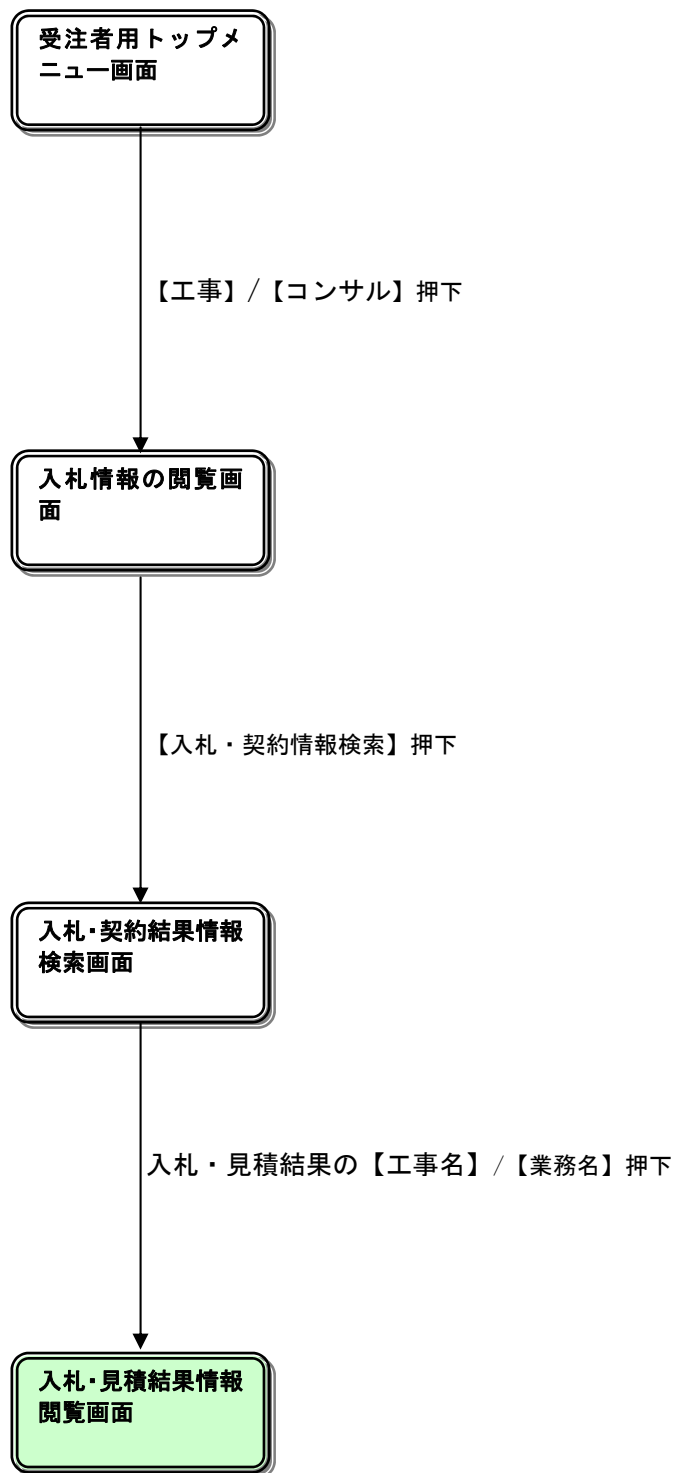 受注者用トップメ
ニュー画面
【工事】/【コンサル】押下
入札情報の閲覧画
面
【入札・契約情報検索】押下
入札・契約結果情報
検索画面
入札・見積結果の【工事名】/【業務名】押下
入札・見積結果情報
閲覧画面